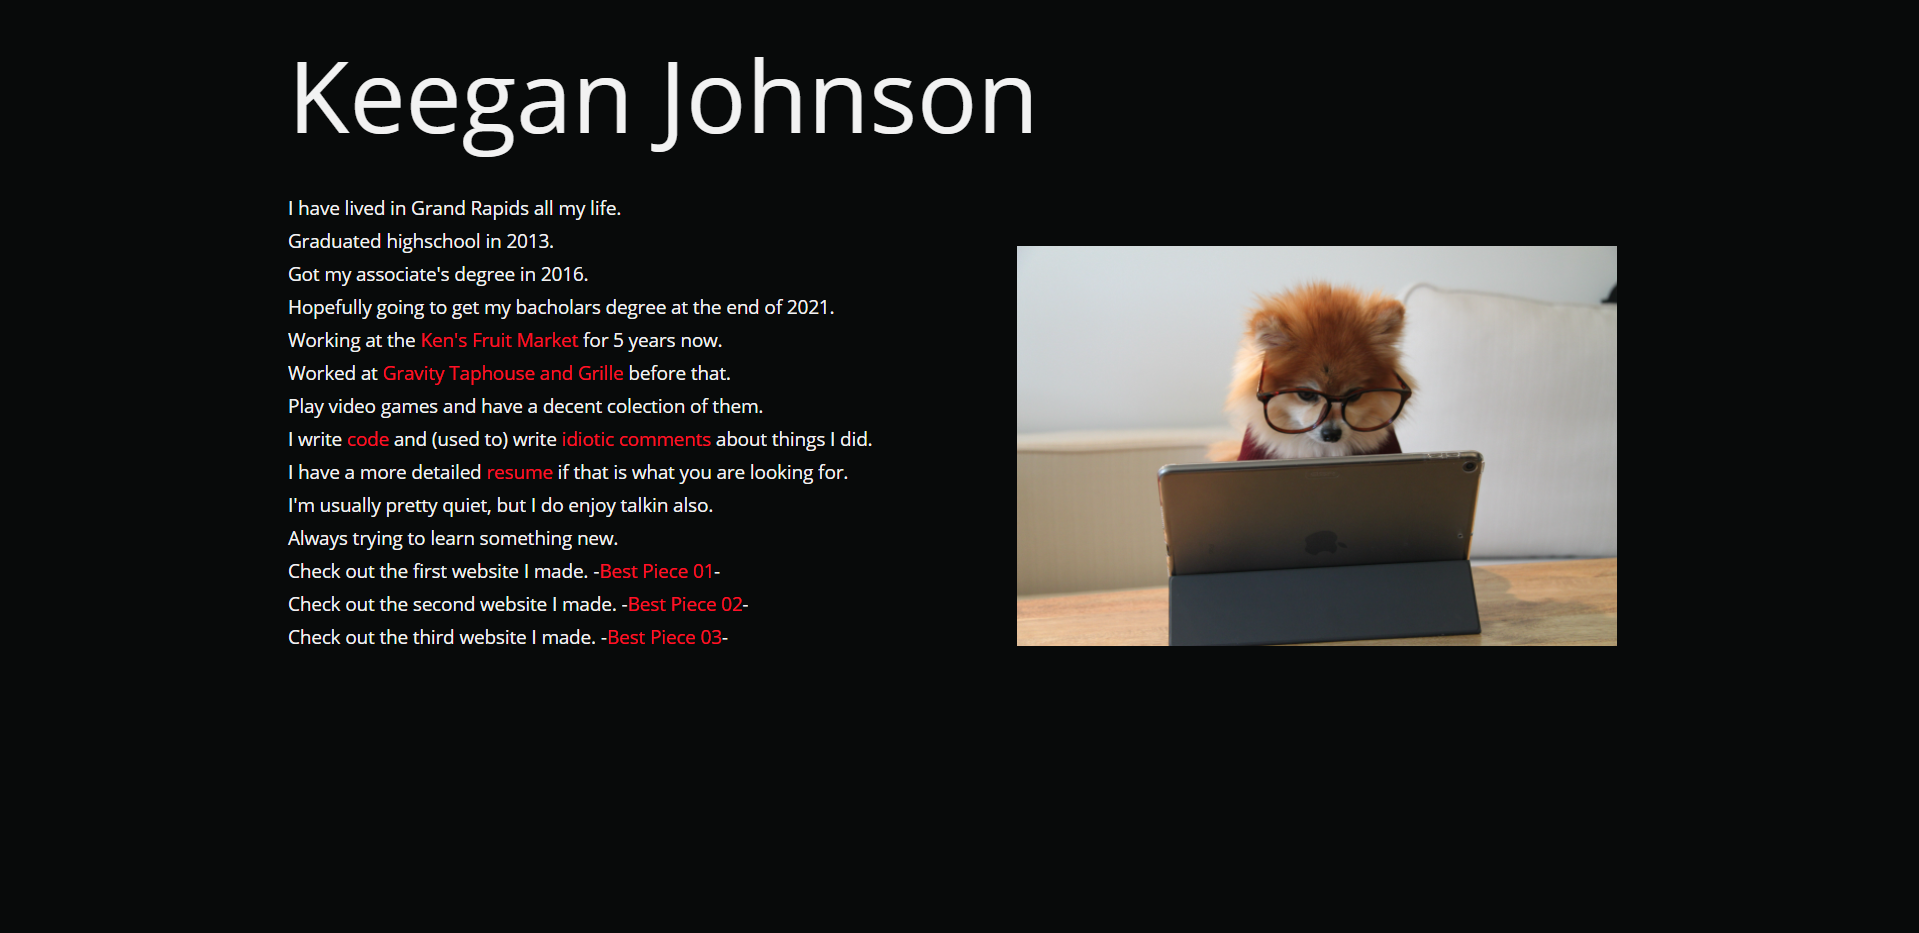 Keegan Johnson
I have lived in Grand Rapids all my life.
Graduated highschool in 2013.
Got my associate's degree in 2016.
Hopefully going to get my bacholars degree at the end of 2021.
Working at the Ken's Fruit Market for 5 years now.
Worked at Gravity Taphouse and Grille before that.
Play video games and have a decent colection of them.
I write code and (used to) write idiotic comments about things I did.
I have a more detailed resume if that is what you are looking for.
I'm usually pretty quiet, but I do enjoy talkin also.
Always trying to learn something new.
Check out the first website I made. -Best Piece 01-
Check out the second website I made. -Best Piece 02-
Check out the third website I made. -Best Piece 03-